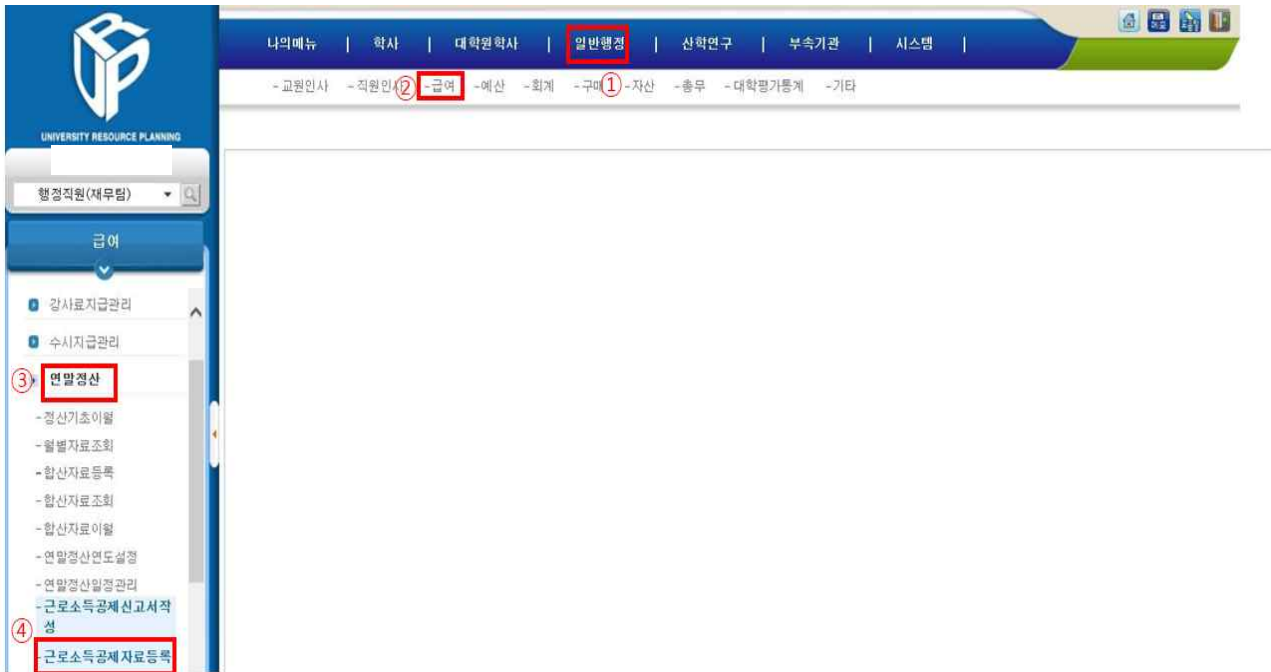 나의메뉴 | 학사 | 대학원학사 | 일반행정 | 산학연구 | 부속기관 | 시스템 |
-교원인사 -직원인사 ② -급여 -예산 -회계 -구매 ① -자산 -총무 -대학평가통계 -기타
UNIVERSITY RESOURCE PLANNING
행정직원(재무팀)
급여
강사료지급관리
수시지급관리
③ 연말정산
-정산기초이월
-월별자료조회
-합산자료등록
-합산자료조회
-합산자료이월
-연말정산연도설정
-연말정산일정관리
-근로소득공제신고서작
성
④
-근로소득공제자료등록